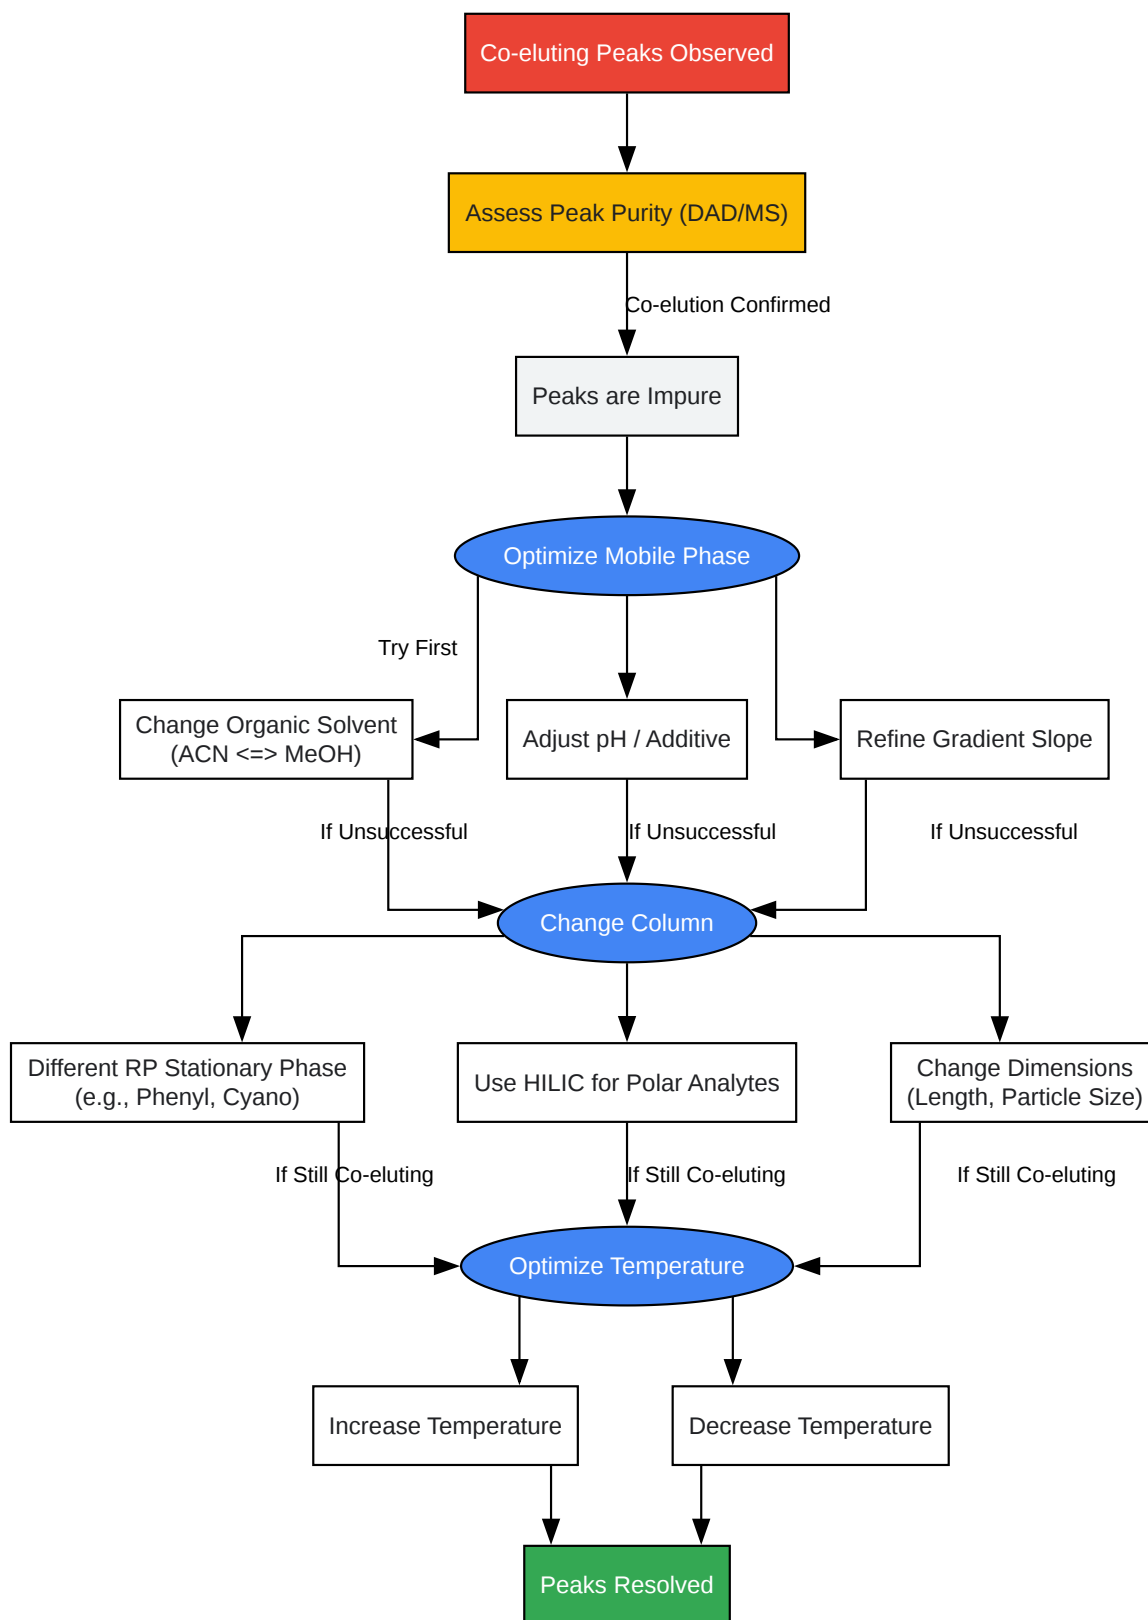 Co-eluting Peaks Observed
Assess Peak Purity (DAD/MS)
Co-elution Confirmed
Peaks are Impure
Optimize Mobile Phase
Try First
Change Organic Solvent
(ACN <=> MeOH)
Adjust pH / Additive
Refine Gradient Slope
If Unsuccessful
If Unsuccessful
If Unsuccessful
Change Column
Different RP Stationary Phase
(e.g., Phenyl, Cyano)
Use HILIC for Polar Analytes
Change Dimensions
(Length, Particle Size)
If Still Co-eluting
If Still Co-eluting
If Still Co-eluting
Optimize Temperature
Increase Temperature
Decrease Temperature
Peaks Resolved